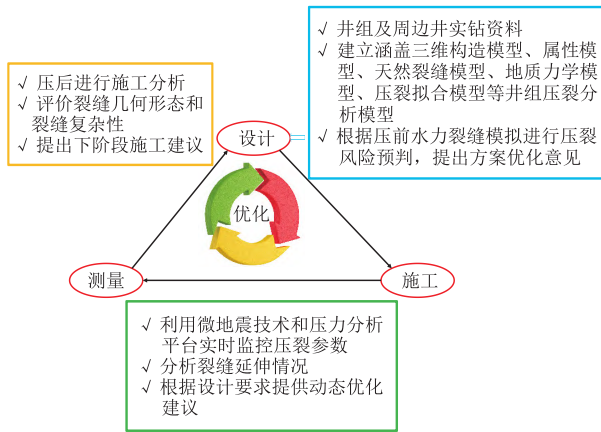 √ 井组及周边井实钻资料
√ 建立涵盖三维构造模型、属性模
型、天然裂缝模型、地质力学模
型、压裂拟合模型等井组压裂分
析模型
√ 根据压前水力裂缝模拟进行压裂
风险预判，提出方案优化意见
√ 压后进行施工分析
√ 评价裂缝几何形态和
裂缝复杂性
√ 提出下阶段施工建议
设计
优化
测量
施工
√ 利用微地震技术和压力分析
平台实时监控压裂参数
√ 分析裂缝延伸情况
√ 根据设计要求提供动态优化
建议